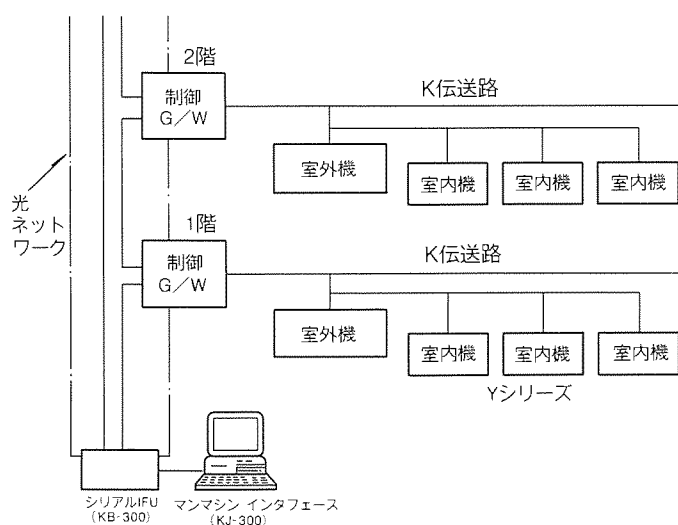 2階
制御
G/W
K伝送路
室外機
室内機
室内機
室内機
光
ネット
ワーク
1階
制御
G/W
K伝送路
室外機
室内機
室内機
室内機
Yシリーズ
シリアルIFU
(KB-300)
マンマシン インタフェース
(KJ-300)